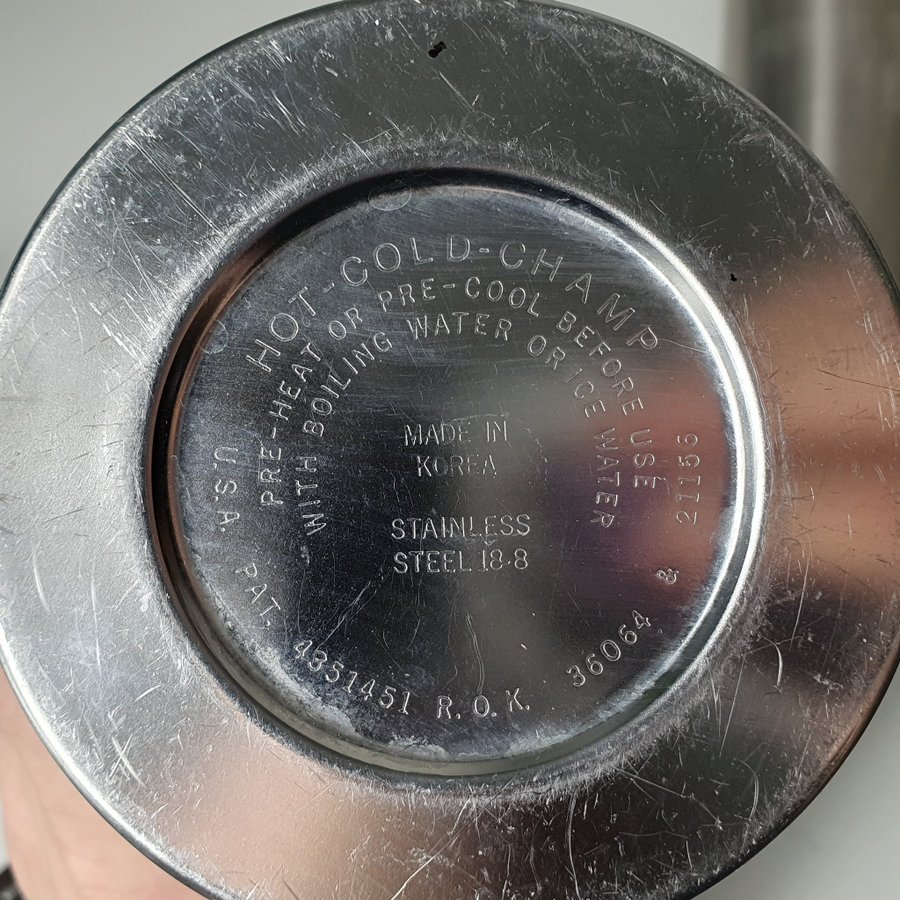 HOT-COLD-CHAMP
PRE-HEAT OR PRE-COOL BEFORE USE
WITH BOILING WATER OR ICE WATER
MADE IN
KOREA
STAINLESS
STEEL 18-8
U.S.A. PAT. 4351451 R.O.K. 36064 & 21155